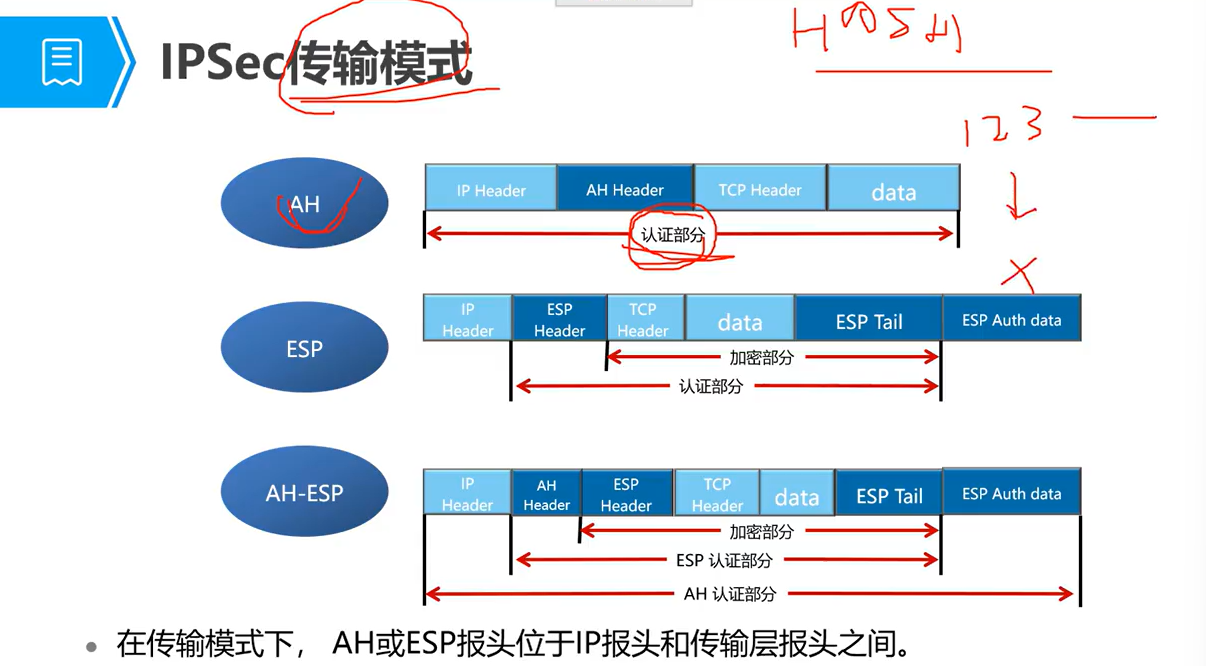 IPSec传输模式
123
AH
IP Header AH Header TCP Header data
认证部分
ESP
IP Header ESP Header TCP Header data ESP Tail ESP Auth data
加密部分
认证部分
AH-ESP
IP Header AH Header ESP Header TCP Header data ESP Tail ESP Auth data
加密部分
ESP 认证部分
AH 认证部分
• 在传输模式下， AH或ESP报头位于IP报头和传输层报头之间。